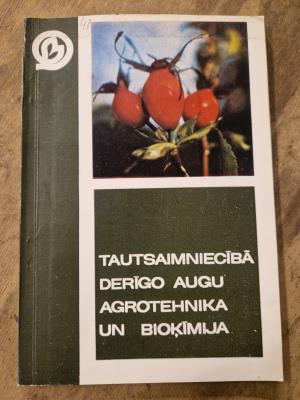 TAUTSAIMNIECĪBĀ
DERĪGO AUGU
AGROTEHNIKA
UN BIOĶĪMIJA